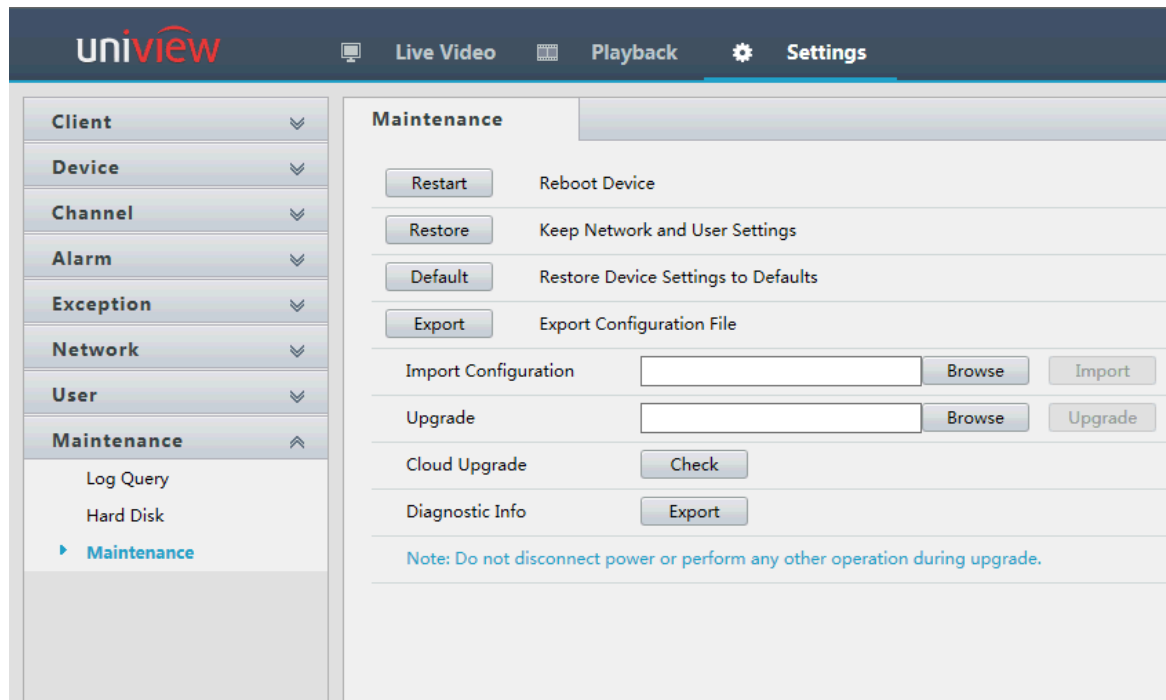 uniview
Live Video
Playback
Settings
Client
Device
Channel
Alarm
Exception
Network
User
Maintenance
Log Query
Hard Disk
Maintenance
Maintenance
Restart Reboot Device
Restore Keep Network and User Settings
Default Restore Device Settings to Defaults
Export Export Configuration File
Import Configuration Browse Import
Upgrade Browse Upgrade
Cloud Upgrade Check
Diagnostic Info Export
Note: Do not disconnect power or perform any other operation during upgrade.